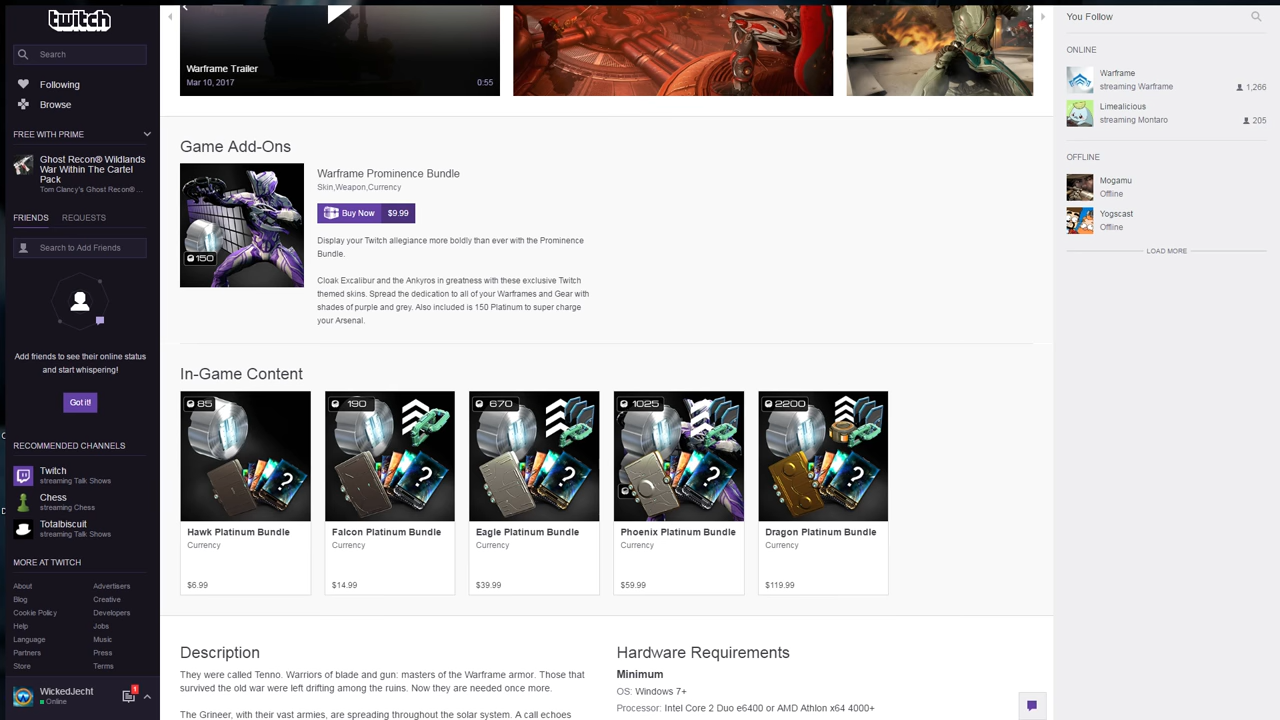 twitch
Search
Following
Browse
FREE WITH PRIME
Ghost Recon® Wildlands
War Within The Cartel
Pack
Tom Clancy's Ghost Recon® ...
FRIENDS REQUESTS
Search to Add Friends
Add friends to see their online status
and start whispering!
Got it!
RECOMMENDED CHANNELS
Twitch
streaming Talk Shows
Chess
streaming Chess
Totalbiscuit
streaming Talk Shows
MORE AT TWITCH
About Advertisers
Blog Creative
Cookie Policy Developers
Help Jobs
Language Music
Partners Press
Store Terms
WickedJecht
Online
1
Warframe Trailer
Mar 10, 2017 0:55
Game Add-Ons
150
Warframe Prominence Bundle
Skin,Weapon,Currency
Buy Now $9.99
Display your Twitch allegiance more boldly than ever with the Prominence
Bundle.
Cloak Excalibur and the Ankyros in greatness with these exclusive Twitch
themed skins. Spread the dedication to all of your Warframes and Gear with
shades of purple and grey. Also included is 150 Platinum to super charge
your Arsenal.
In-Game Content
85 190 670 1025 2200
? ? ? ? ?
Hawk Platinum Bundle Falcon Platinum Bundle Eagle Platinum Bundle Phoenix Platinum Bundle Dragon Platinum Bundle
Currency Currency Currency Currency Currency
$6.99 $14.99 $39.99 $59.99 $119.99
Description
They were called Tenno. Warriors of blade and gun: masters of the Warframe armor. Those that
survived the old war were left drifting among the ruins. Now they are needed once more.
The Grineer, with their vast armies, are spreading throughout the solar system. A call echoes
Hardware Requirements
Minimum
OS: Windows 7+
Processor: Intel Core 2 Duo e6400 or AMD Athlon x64 4000+
You Follow
ONLINE
Warframe
streaming Warframe 1,266
Limealicious
streaming Montaro 205
OFFLINE
Mogamu
Offline
Yogscast
Offline
LOAD MORE